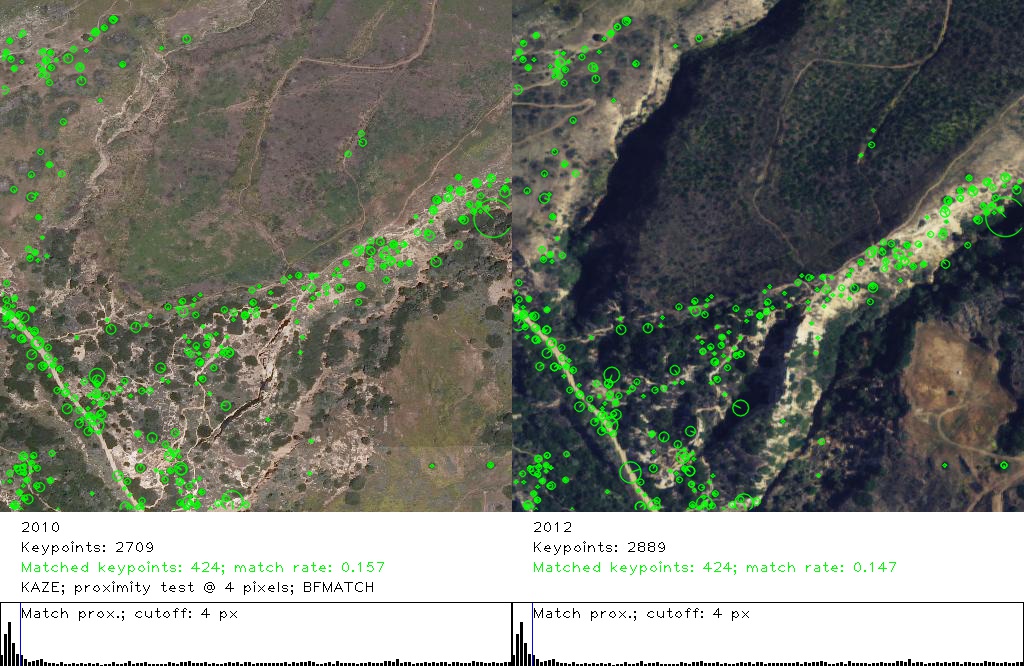 2010
Keypoints: 2709
Matched keypoints: 424; match rate: 0.157
KAZE; proximity test @ 4 pixels; BFMATCH
2012
Keypoints: 2889
Matched keypoints: 424; match rate: 0.147
Match prox.; cutoff: 4 px
Match prox.; cutoff: 4 px